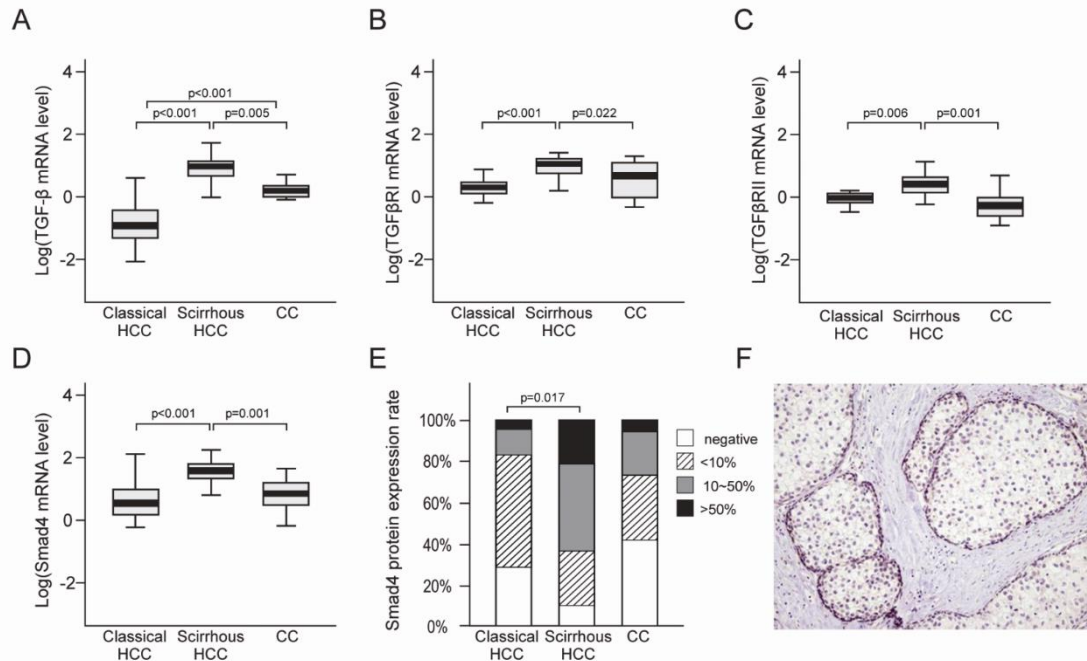 A
Log(TGF-β mRNA level)
4
2
0
-2
p<0.001
p<0.001
p=0.005
Classical
HCC
Scirrhous
HCC
CC
B
Log(TGFβRI mRNA level)
4
2
0
-2
p<0.001
p=0.022
Classical
HCC
Scirrhous
HCC
CC
C
Log(TGFβRII mRNA level)
4
2
0
-2
p=0.006
p=0.001
Classical
HCC
Scirrhous
HCC
CC
D
Log(Smad4 mRNA level)
4
2
0
-2
p<0.001
p=0.001
Classical
HCC
Scirrhous
HCC
CC
E
Smad4 protein expression rate
100%
80%
60%
40%
20%
0%
p=0.017
Classical
HCC
Scirrhous
HCC
CC
negative
<10%
10~50%
>50%
F